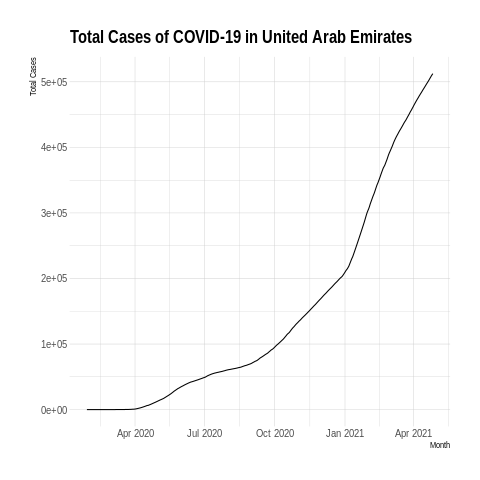 Total Cases of COVID-19 in United Arab Emirates
Total Cases
5e+05
4e+05
3e+05
2e+05
1e+05
0e+00
Apr 2020 Jul 2020 Oct 2020 Jan 2021 Apr 2021
Month